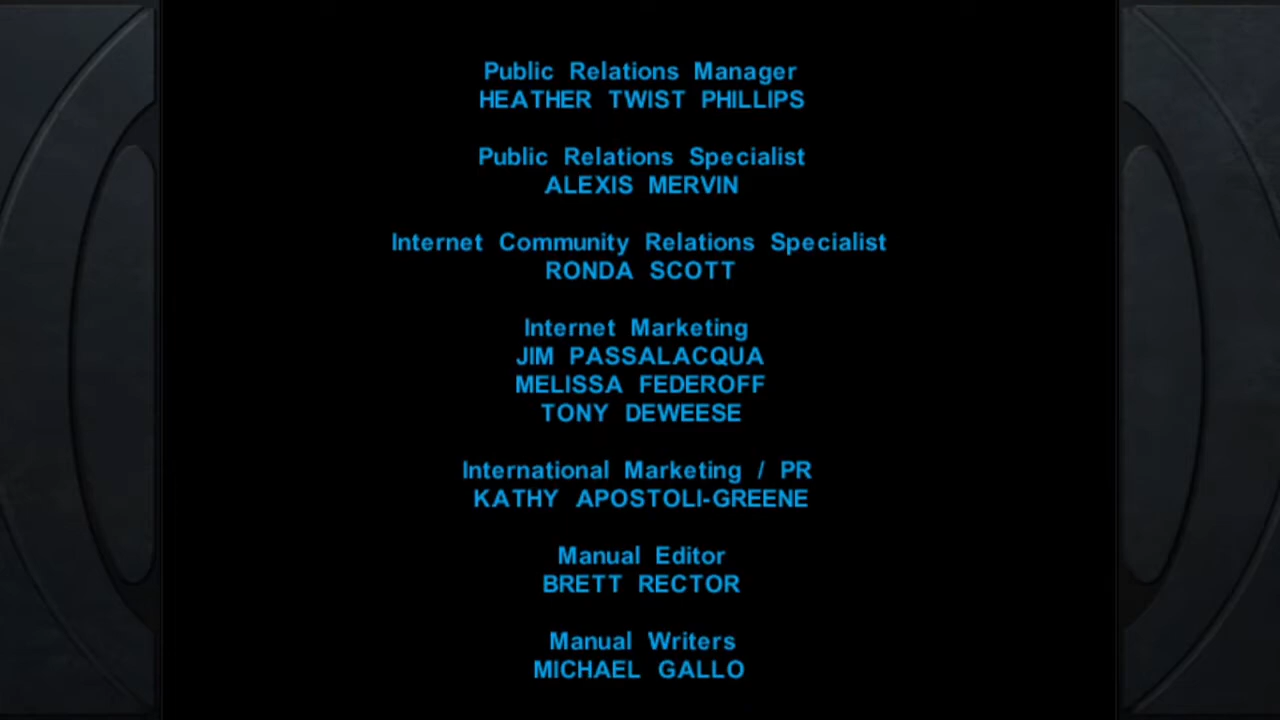 Public Relations Manager
HEATHER TWIST PHILLIPS
Public Relations Specialist
ALEXIS MERVIN
Internet Community Relations Specialist
RONDA SCOTT
Internet Marketing
JIM PASSALACQUA
MELISSA FEDEROFF
TONY DEWEESE
International Marketing / PR
KATHY APOSTOLI-GREENE
Manual Editor
BRETT RECTOR
Manual Writers
MICHAEL GALLO